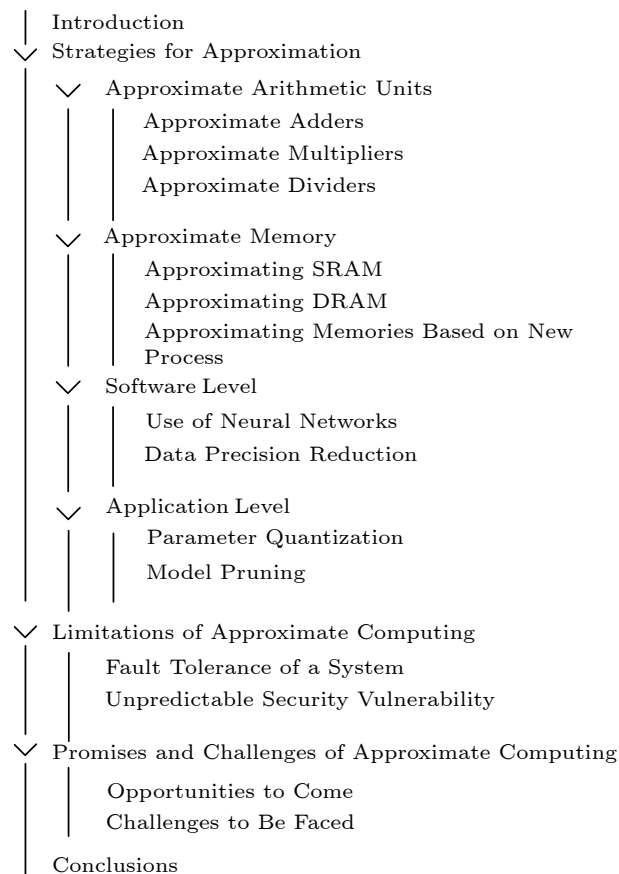 Introduction
Strategies for Approximation
Approximate Arithmetic Units
Approximate Adders
Approximate Multipliers
Approximate Dividers
Approximate Memory
Approximating SRAM
Approximating DRAM
Approximating Memories Based on New
Process
Software Level
Use of Neural Networks
Data Precision Reduction
Application Level
Parameter Quantization
Model Pruning
Limitations of Approximate Computing
Fault Tolerance of a System
Unpredictable Security Vulnerability
Promises and Challenges of Approximate Computing
Opportunities to Come
Challenges to Be Faced
Conclusions